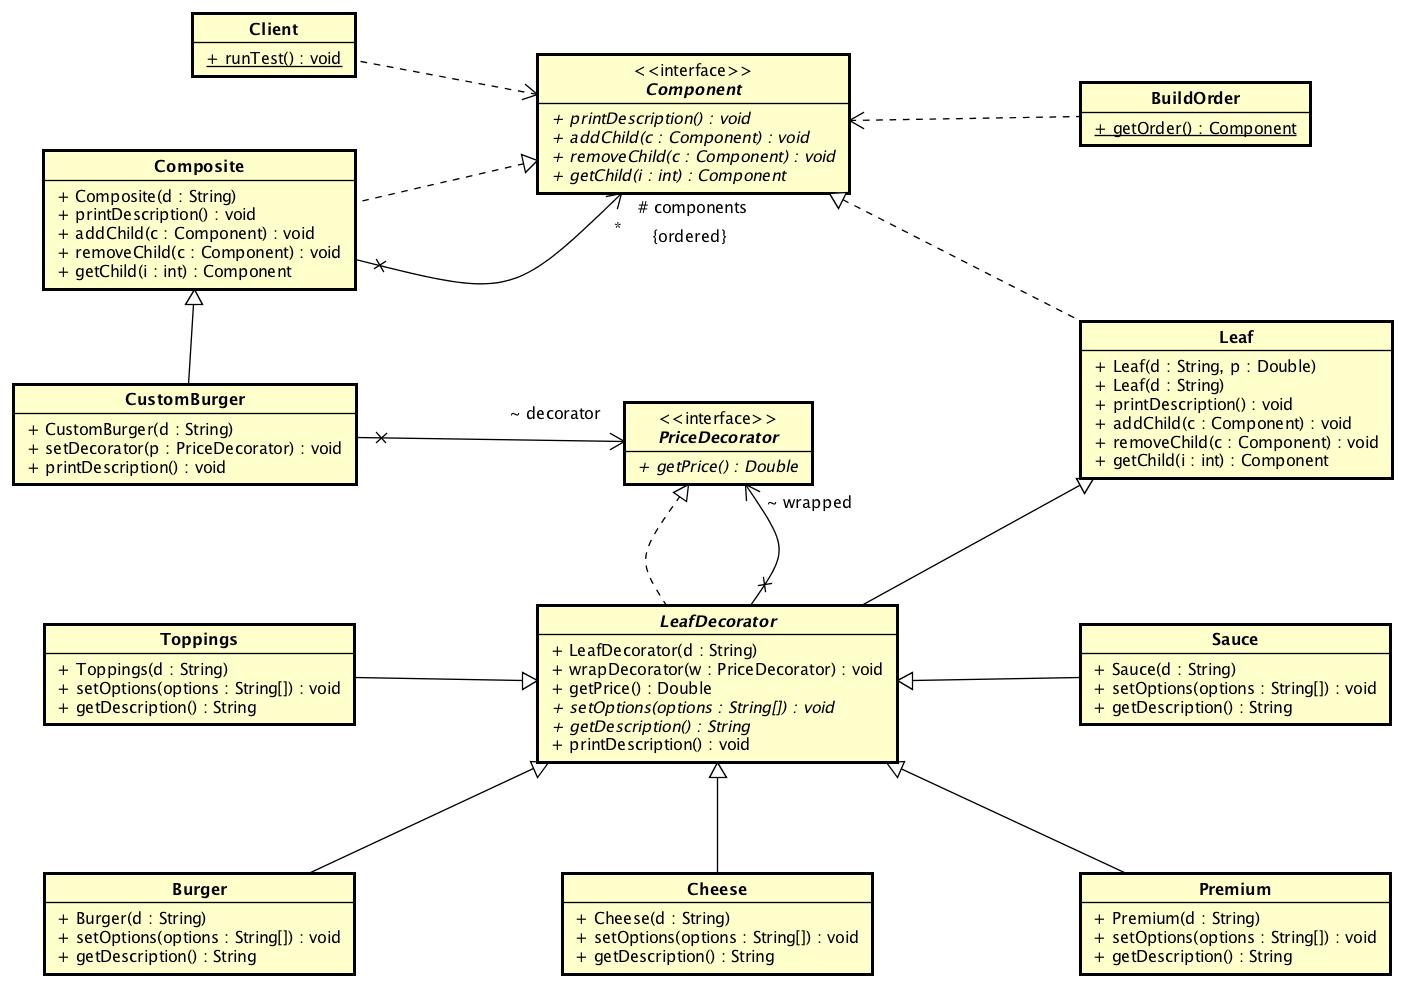 Client
+ runTest() : void
<<interface>>
Component
+ printDescription() : void
+ addChild(c : Component) : void
+ removeChild(c : Component) : void
+ getChild(i : int) : Component
BuildOrder
+ getOrder() : Component
Composite
+ Composite(d : String)
+ printDescription() : void
+ addChild(c : Component) : void
+ removeChild(c : Component) : void
+ getChild(i : int) : Component
# components
*
{ordered}
Leaf
+ Leaf(d : String, p : Double)
+ Leaf(d : String)
+ printDescription() : void
+ addChild(c : Component) : void
+ removeChild(c : Component) : void
+ getChild(i : int) : Component
CustomBurger
+ CustomBurger(d : String)
+ setDecorator(p : PriceDecorator) : void
+ printDescription() : void
~ decorator
<<interface>>
PriceDecorator
+ getPrice() : Double
~ wrapped
Toppings
+ Toppings(d : String)
+ setOptions(options : String[]) : void
+ getDescription() : String
LeafDecorator
+ LeafDecorator(d : String)
+ wrapDecorator(w : PriceDecorator) : void
+ getPrice() : Double
+ setOptions(options : String[]) : void
+ getDescription() : String
+ printDescription() : void
Sauce
+ Sauce(d : String)
+ setOptions(options : String[]) : void
+ getDescription() : String
Burger
+ Burger(d : String)
+ setOptions(options : String[]) : void
+ getDescription() : String
Cheese
+ Cheese(d : String)
+ setOptions(options : String[]) : void
+ getDescription() : String
Premium
+ Premium(d : String)
+ setOptions(options : String[]) : void
+ getDescription() : String